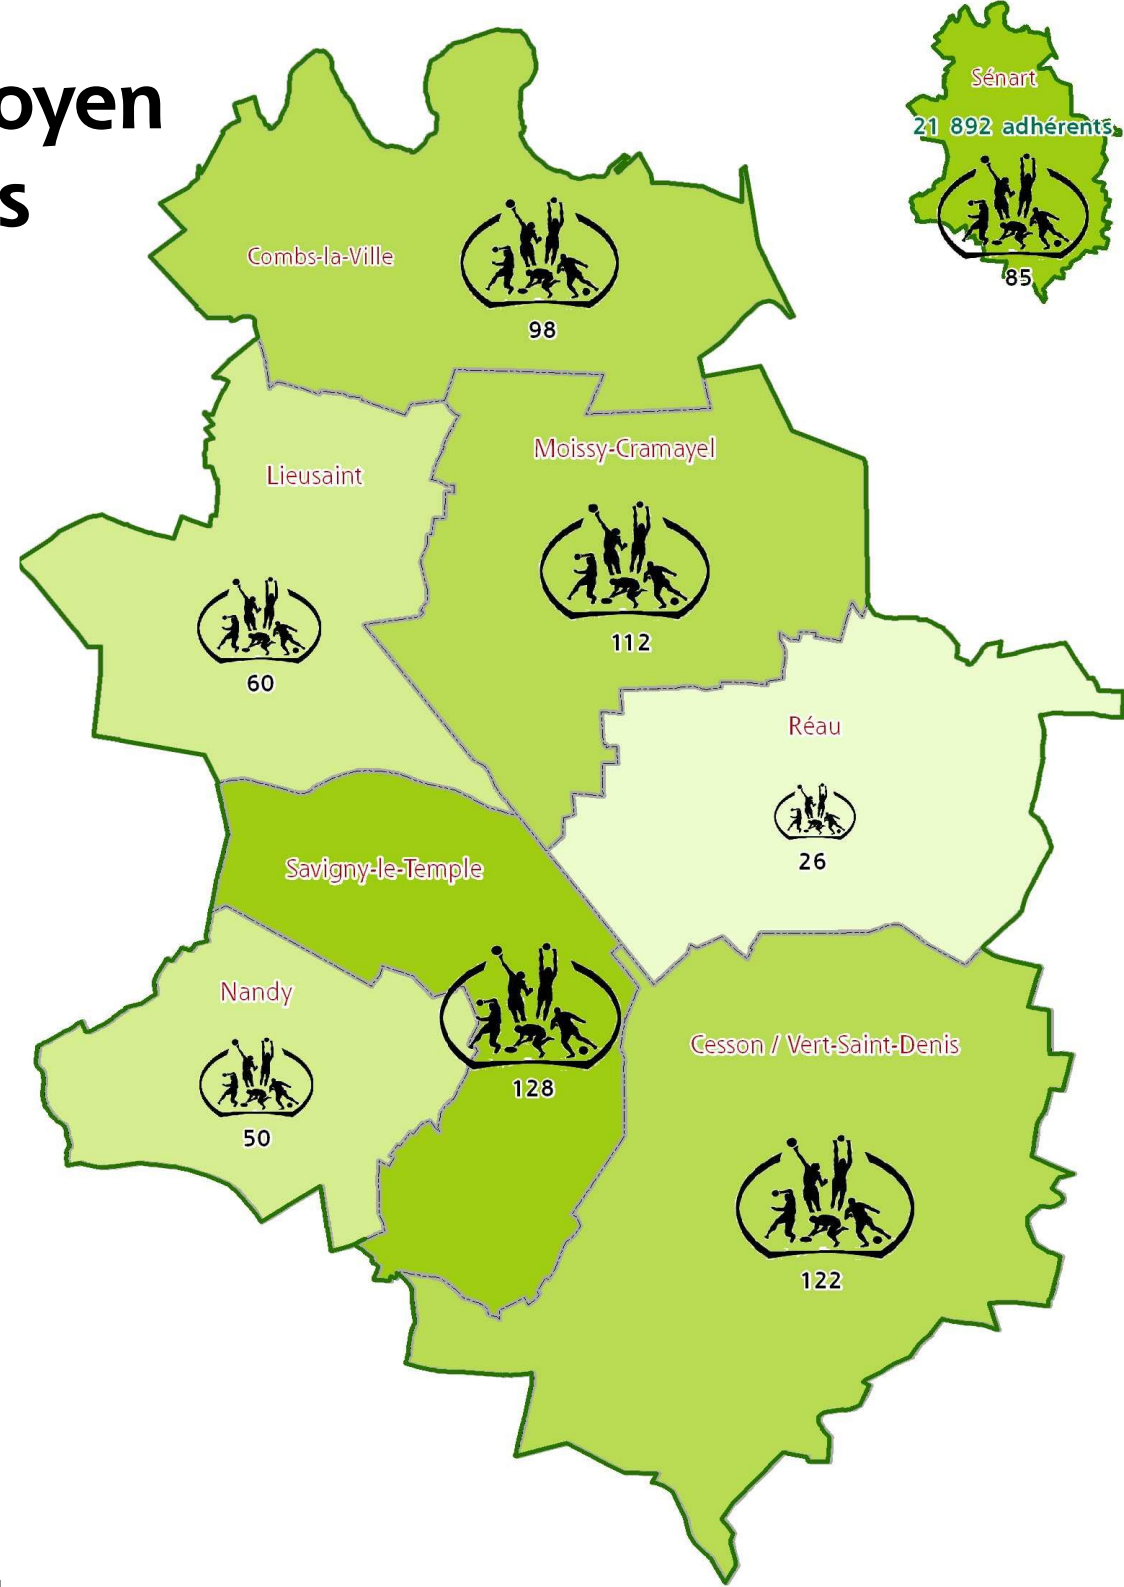 oyen
s
Sénart
21 892 adhérents
85
Combs-la-Ville
98
Moissy-Cramayel
112
Lieusaint
60
Réau
26
Savigny-le-Temple
128
Nandy
50
Cesson / Vert-Saint-Denis
122